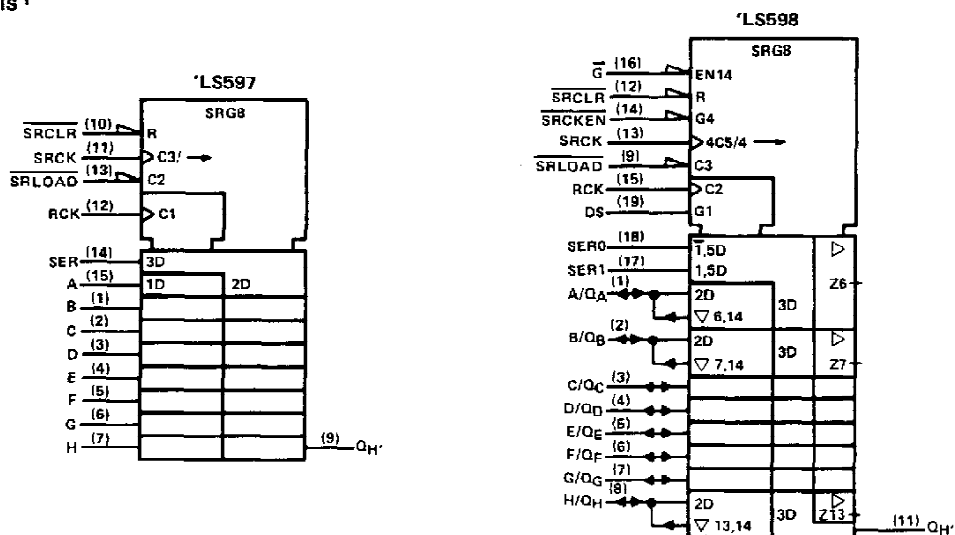 'LS597
SRG8
SRCLR (10) R
SRCK (11) C3/
SRLOAD (13) C2
RCK (12) C1
SER (14) 3D
A (15) 1D 2D
B (1)
C (2)
D (3)
E (4)
F (5)
G (6)
H (7) (9) QH'
'LS598
SRG8
G (16) EN14
SRCLR (12) R
SRCKEN (14) G4
SRCK (13) 4C5/4
SRLOAD (9) C3
RCK (15) C2
DS (19) G1
SER0 (18) 1,5D
SER1 (17) 1,5D
Z6
A/QA (1) 2D 3D
6,14
B/QB (2) 2D 3D
7,14 Z7
C/QC (3)
D/QD (4)
E/QE (5)
F/QF (6)
G/QG (7)
H/QH (8) 2D 3D Z13
13,14
(11) QH'